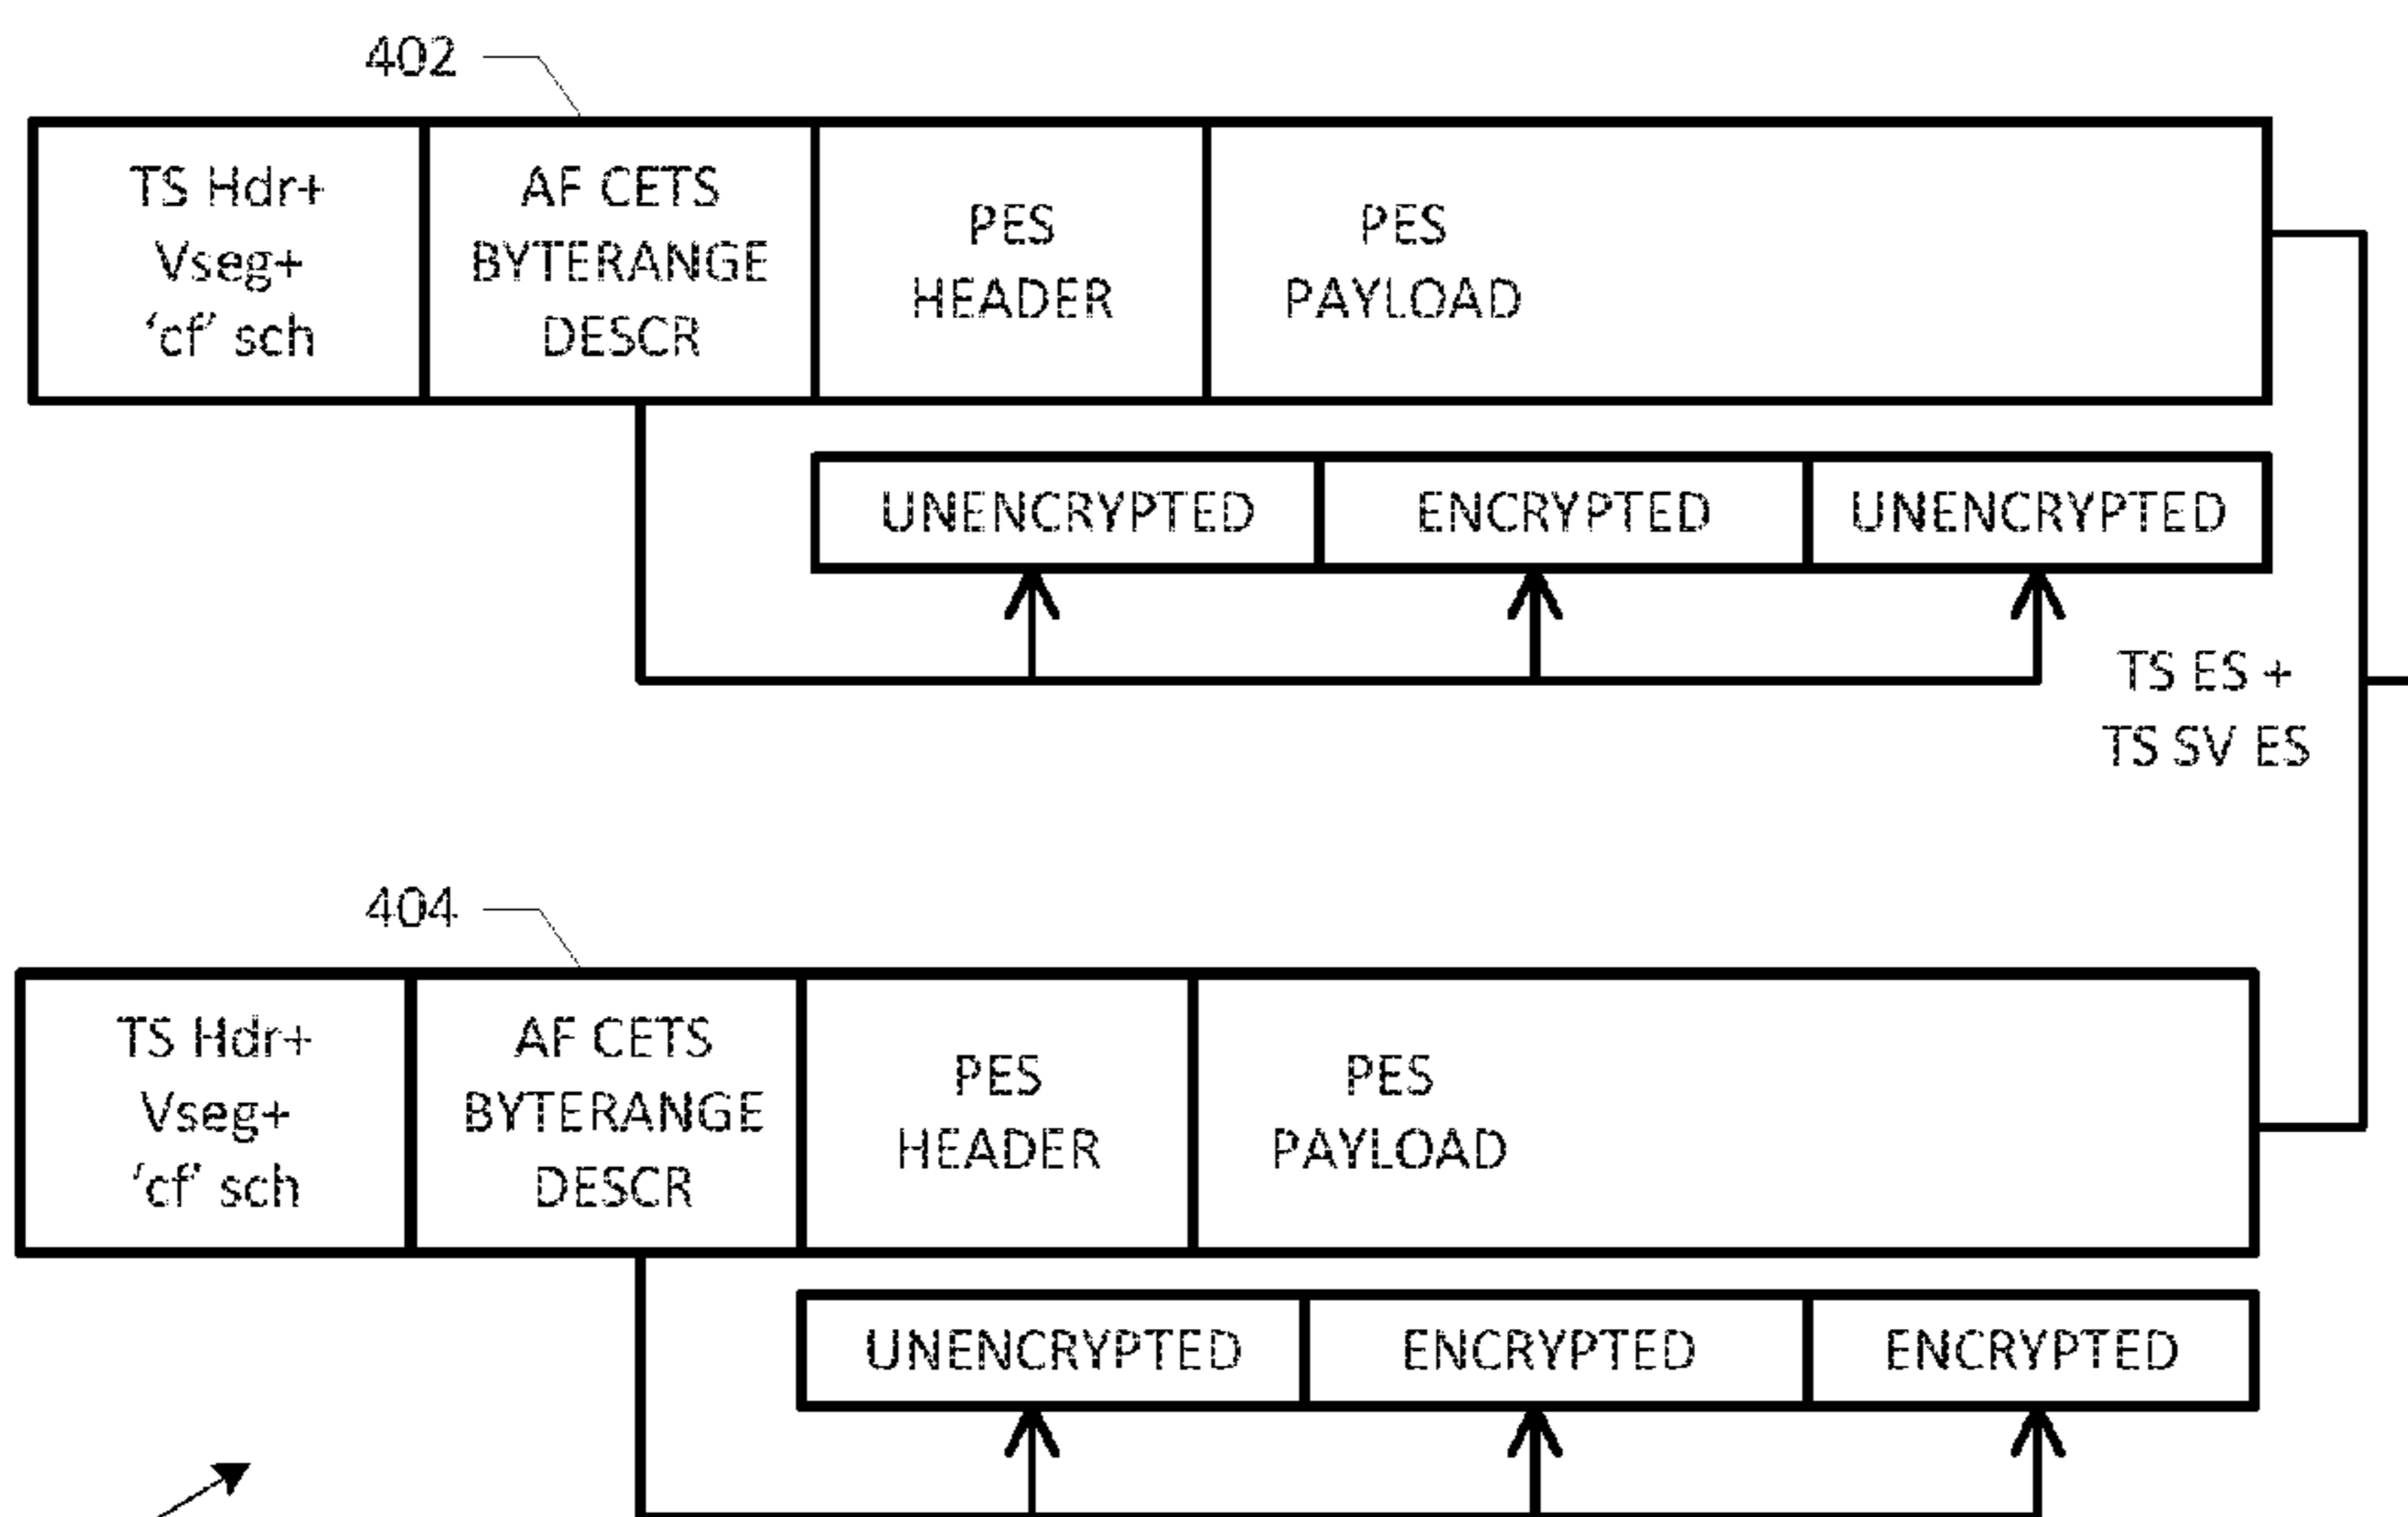 402
TS Hdr+
Vseg+
‘cf’ sch
AF CETS
BYTERANGE
DESCR
PES
HEADER
PES
PAYLOAD
UNENCRYPTED
ENCRYPTED
UNENCRYPTED
TS ES +
TS SV ES
404
TS Hdr+
Vseg+
‘cf’ sch
AF CETS
BYTERANGE
DESCR
PES
HEADER
PES
PAYLOAD
UNENCRYPTED
ENCRYPTED
ENCRYPTED